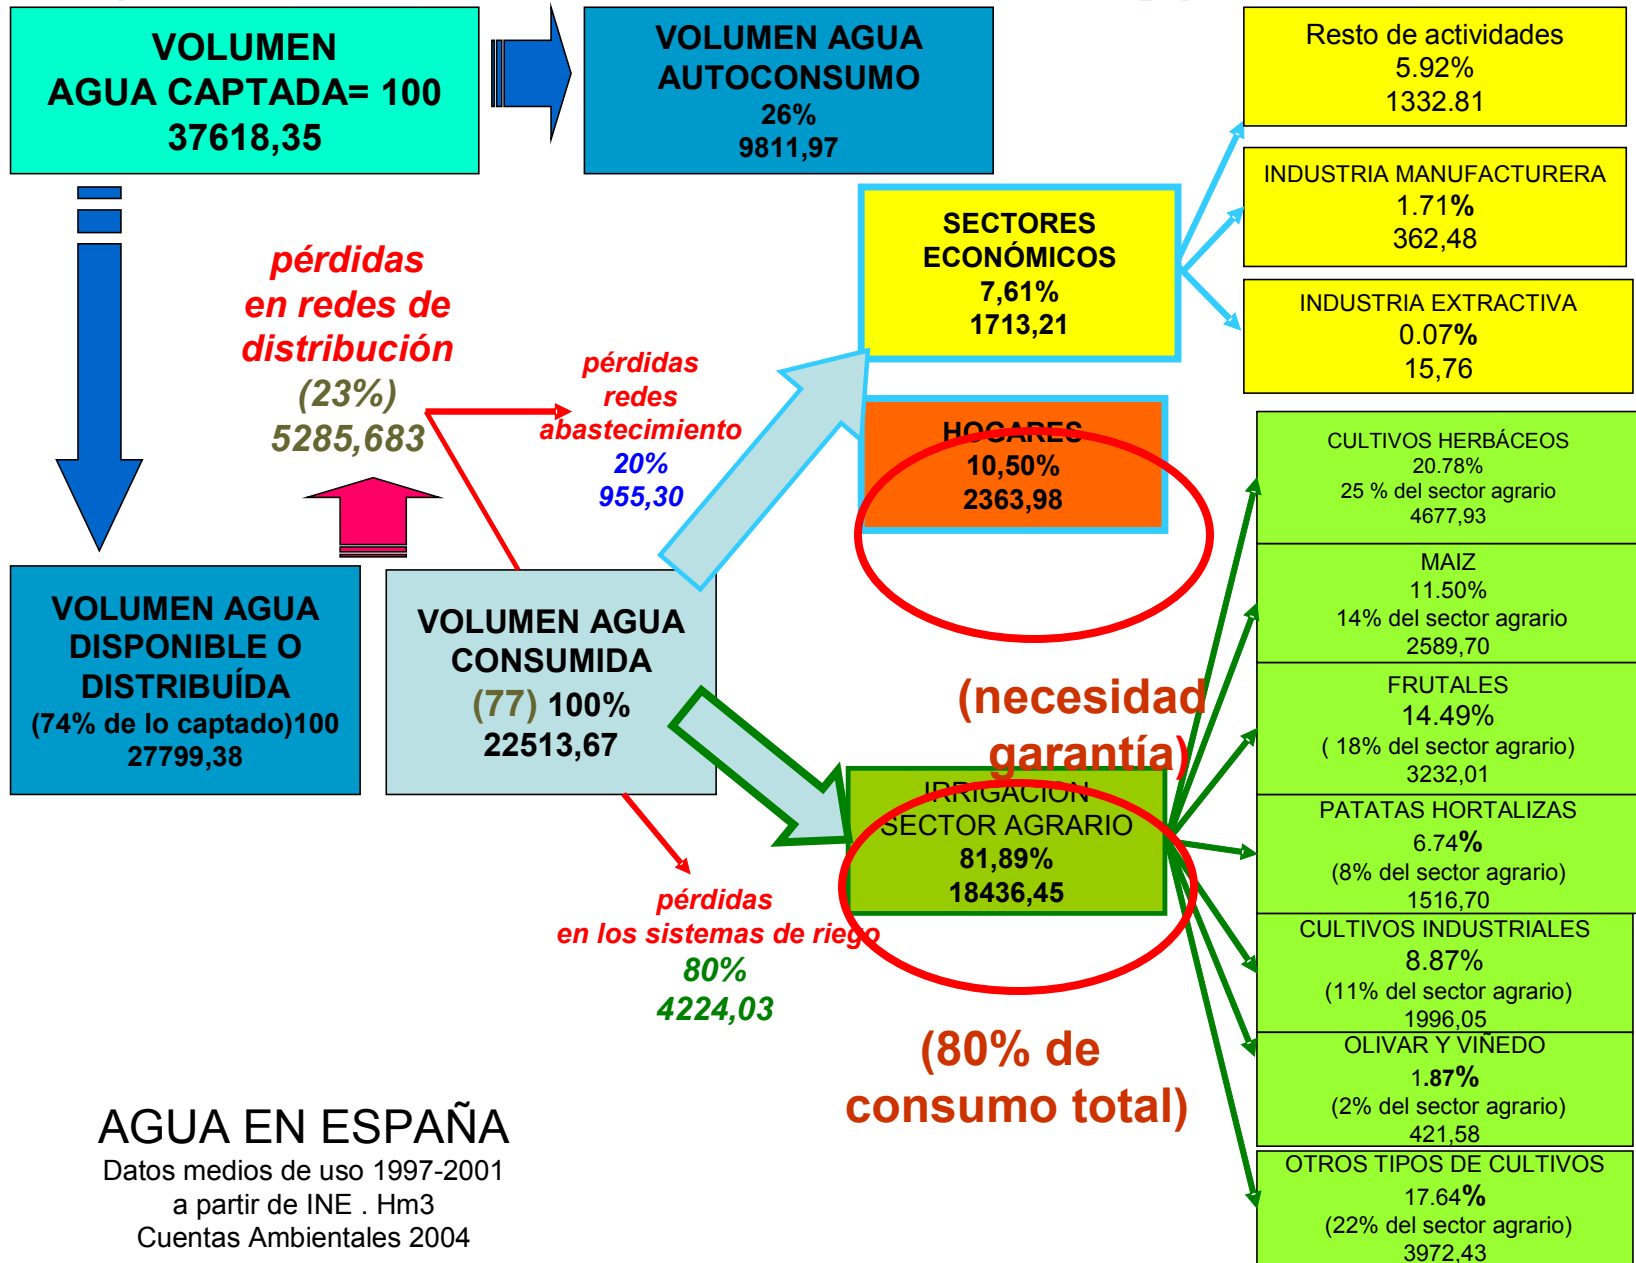 VOLUMEN
AGUA CAPTADA= 100
37618,35
VOLUMEN AGUA
AUTOCONSUMO
26%
9811,97
Resto de actividades
5.92%
1332.81
INDUSTRIA MANUFACTURERA
1.71%
362,48
INDUSTRIA EXTRACTIVA
0.07%
15,76
SECTORES
ECONÓMICOS
7,61%
1713,21
pérdidas
en redes de
distribución
(23%)
5285,683
pérdidas
redes
abastecimiento
20%
955,30
HOGARES
10,50%
2363,98
VOLUMEN AGUA
DISPONIBLE O
DISTRIBUÍDA
(74% de lo captado)100
27799,38
VOLUMEN AGUA
CONSUMIDA
(77) 100%
22513,67
(necesidad
garantía)
IRRIGACIÓN
SECTOR AGRARIO
81,89%
18436,45
pérdidas
en los sistemas de riego
80%
4224,03
(80% de
consumo total)
CULTIVOS HERBÁCEOS
20.78%
25 % del sector agrario
4677,93
MAIZ
11.50%
14% del sector agrario
2589,70
FRUTALES
14.49%
( 18% del sector agrario)
3232,01
PATATAS HORTALIZAS
6.74%
(8% del sector agrario)
1516,70
CULTIVOS INDUSTRIALES
8.87%
(11% del sector agrario)
1996,05
OLIVAR Y VIÑEDO
1.87%
(2% del sector agrario)
421,58
OTROS TIPOS DE CULTIVOS
17.64%
(22% del sector agrario)
3972,43
AGUA EN ESPAÑA
Datos medios de uso 1997-2001
a partir de INE . Hm3
Cuentas Ambientales 2004